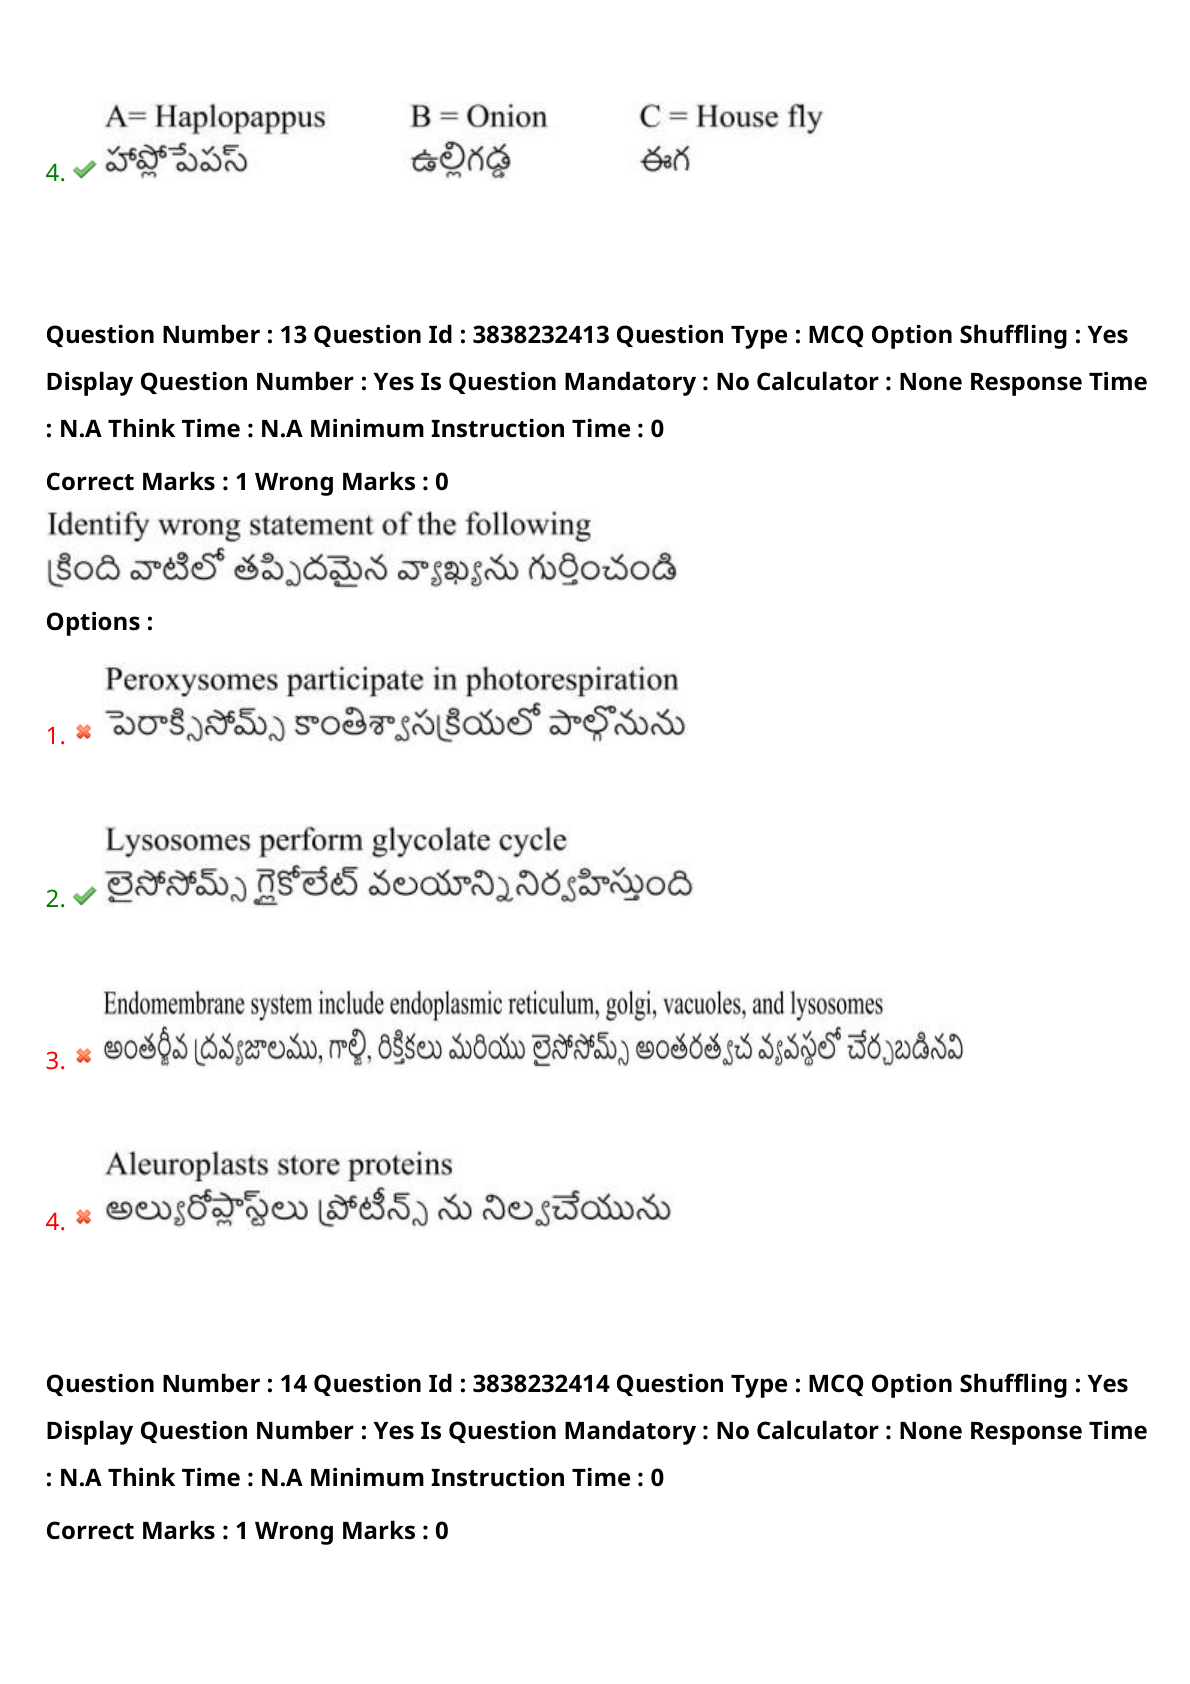 A= Haplopappus B = Onion C = House fly
4. హాప్లోపేపస్ ఉల్లిగడ్డ ఈగ
Question Number : 13 Question Id : 3838232413 Question Type : MCQ Option Shuffling : Yes
Display Question Number : Yes Is Question Mandatory : No Calculator : None Response Time
: N.A Think Time : N.A Minimum Instruction Time : 0
Correct Marks : 1 Wrong Marks : 0
Identify wrong statement of the following
క్రింది వాటిలో తప్పిదమైన వ్యాఖ్యను గుర్తించండి
Options :
Peroxysomes participate in photorespiration
1. పెరాక్సిసోమ్స్ కాంతిశ్వాసక్రియలో పాల్గొనును
Lysosomes perform glycolate cycle
2. లైసోసోమ్స్ గ్లైకోలేట్ వలయాన్ని నిర్వహిస్తుంది
Endomembrane system include endoplasmic reticulum, golgi, vacuoles, and lysosomes
3. అంతర్జీవ ద్రవ్యజాలము, గాల్జి, రిక్తికలు మరియు లైసోసోమ్స్ అంతరత్వచ వ్యవస్థలో చేర్చబడినవి
Aleuroplasts store proteins
4. అల్యురోప్లాస్ట్‌లు ప్రోటీన్స్ ను నిల్వచేయును
Question Number : 14 Question Id : 3838232414 Question Type : MCQ Option Shuffling : Yes
Display Question Number : Yes Is Question Mandatory : No Calculator : None Response Time
: N.A Think Time : N.A Minimum Instruction Time : 0
Correct Marks : 1 Wrong Marks : 0